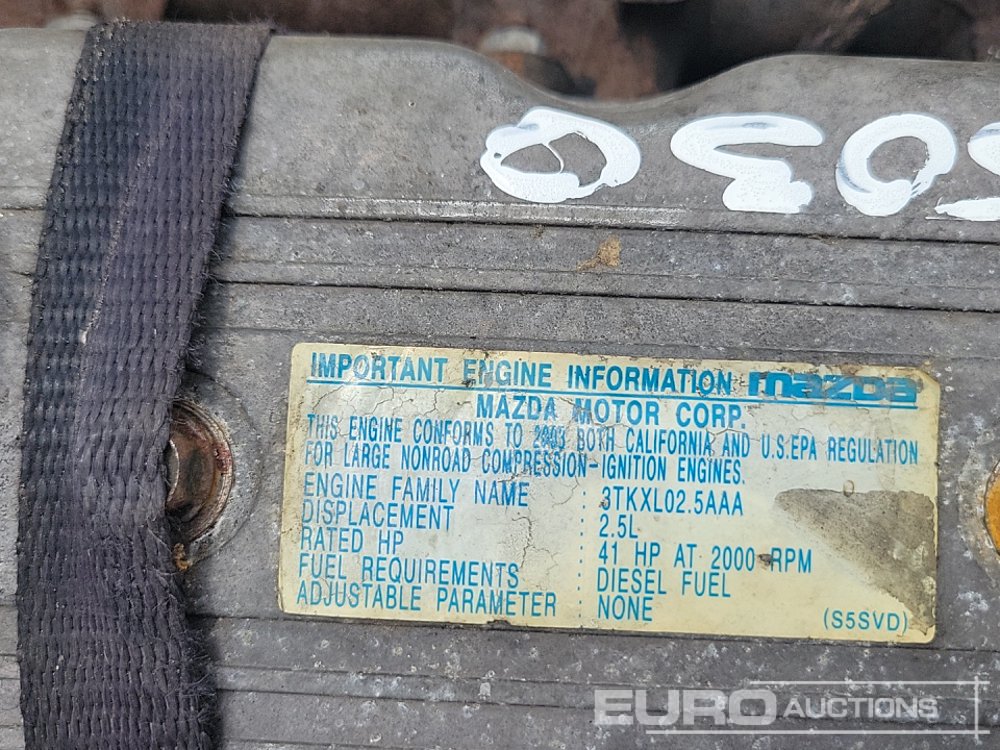 IMPORTANT ENGINE INFORMATION mazda
MAZDA MOTOR CORP.
THIS ENGINE CONFORMS TO 2003 BOTH CALIFORNIA AND U.S.EPA REGULATION
FOR LARGE NONROAD COMPRESSION-IGNITION ENGINES.
ENGINE FAMILY NAME : 3TKXL02.5AAA
DISPLACEMENT : 2.5L
RATED HP : 41 HP AT 2000 RPM
FUEL REQUIREMENTS : DIESEL FUEL
ADJUSTABLE PARAMETER : NONE
(S5SVD)
EURO AUCTIONS